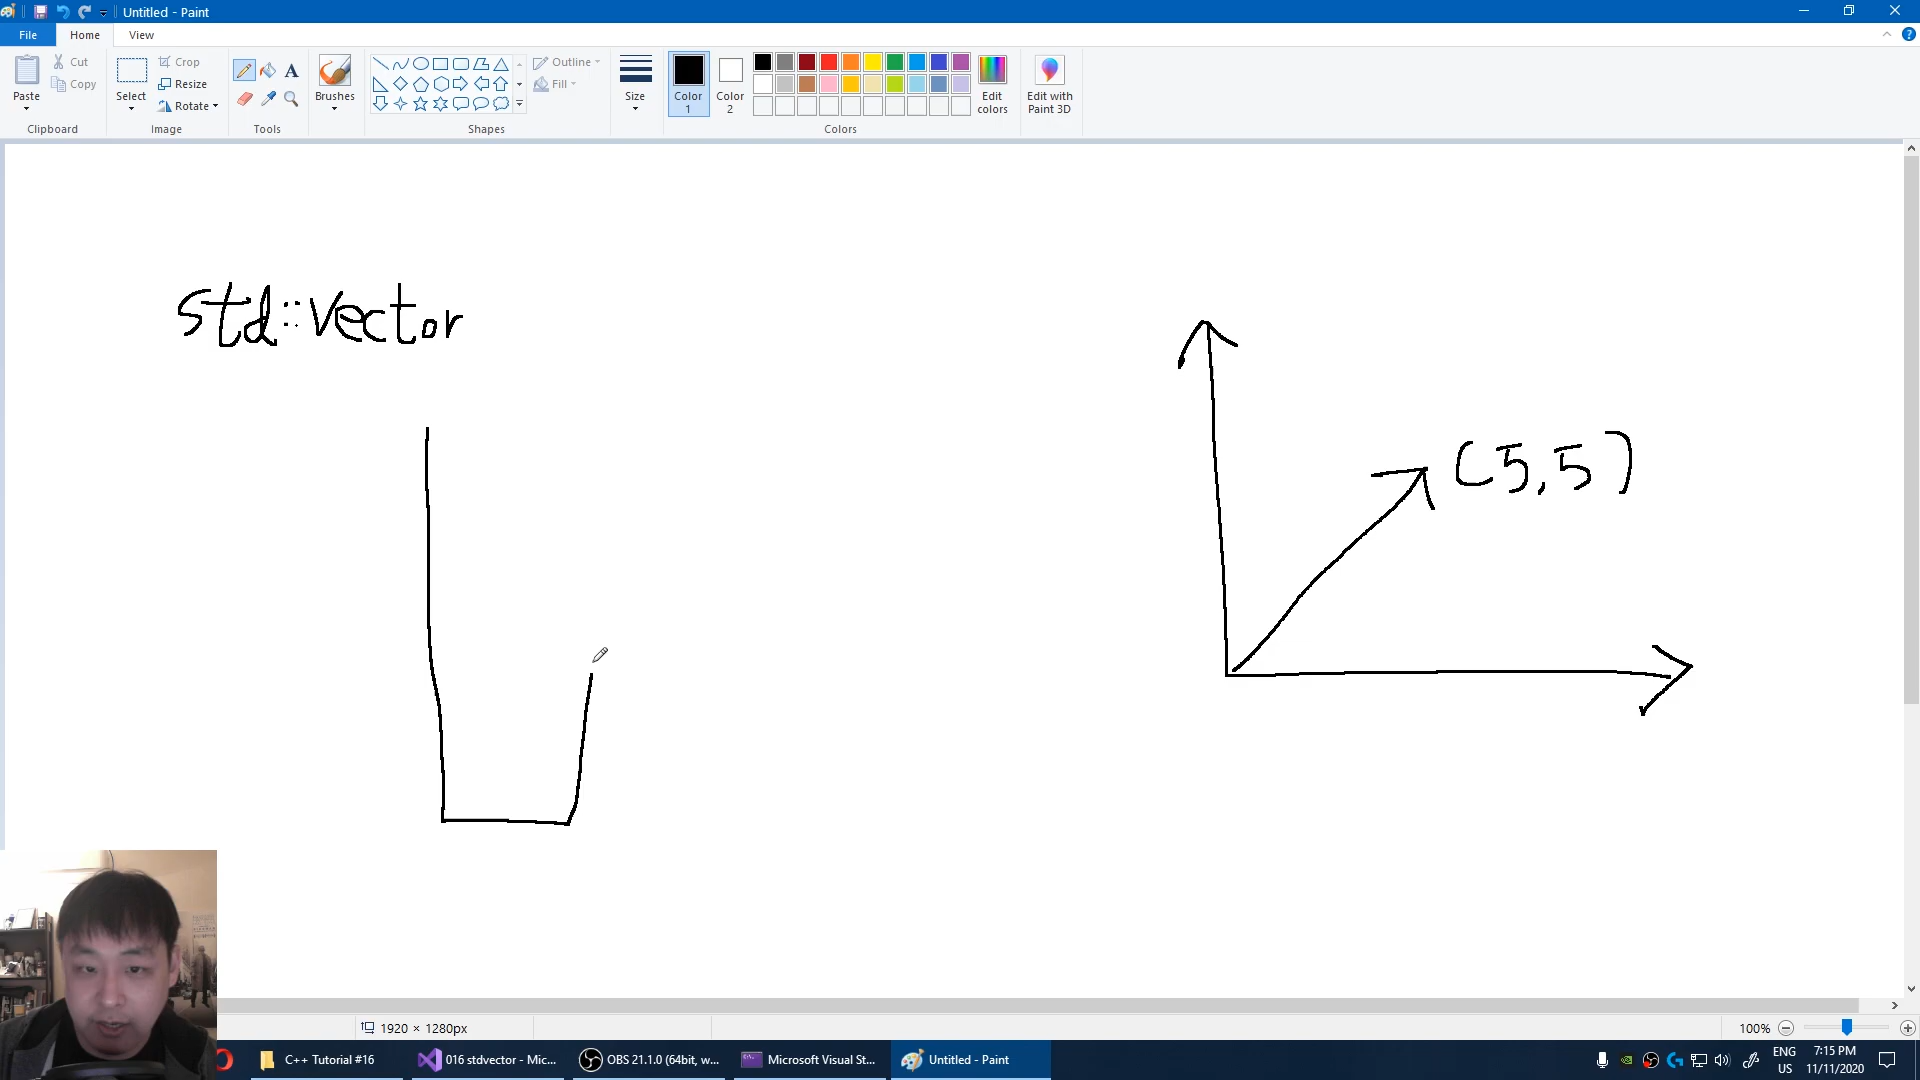 Untitled - Paint
File
Home
View
Paste
Cut
Copy
Clipboard
Select
Crop
Resize
Rotate
Image
A
Tools
Brushes
Shapes
Outline
Fill
Size
Color 1
Color 2
Edit colors
Colors
Edit with Paint 3D
std::vector
(5,5)
1920 × 1280px
100%
C++ Tutorial #16
016 stdvector - Mic...
OBS 21.1.0 (64bit, w...
Microsoft Visual St...
Untitled - Paint
ENG
US
7:15 PM
11/11/2020